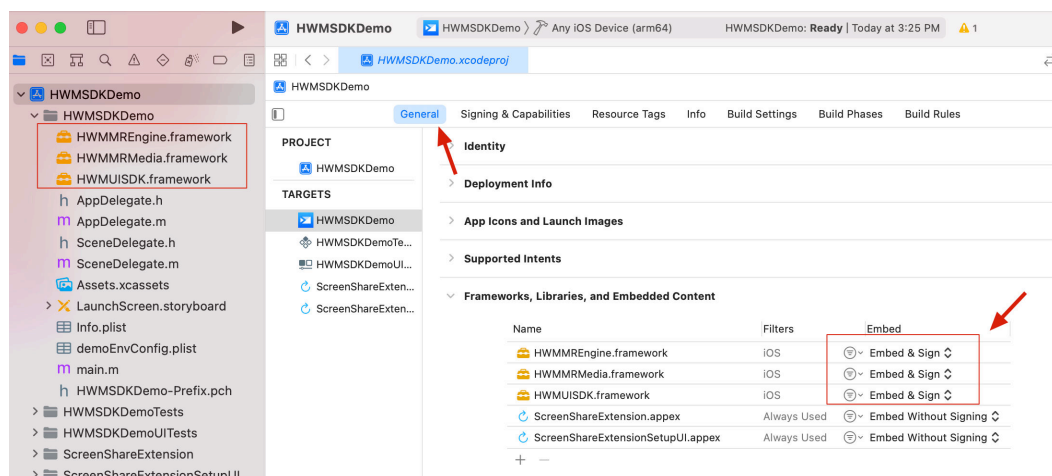 HWMSDKDemo
HWMSDKDemo
Any iOS Device (arm64)
HWMSDKDemo: Ready | Today at 3:25 PM
1
HWMSDKDemo.xcodeproj
HWMSDKDemo
HWMSDKDemo
HWMSDKDemo
HWMMREngine.framework
HWMMRMedia.framework
HWMUISDK.framework
h AppDelegate.h
m AppDelegate.m
h SceneDelegate.h
m SceneDelegate.m
Assets.xcassets
LaunchScreen.storyboard
Info.plist
demoEnvConfig.plist
m main.m
h HWMSDKDemo-Prefix.pch
HWMSDKDemoTests
HWMSDKDemoUITests
ScreenShareExtension
ScreenShareExtensionSetupUI
General Signing & Capabilities Resource Tags Info Build Settings Build Phases Build Rules
PROJECT
HWMSDKDemo
TARGETS
HWMSDKDemo
HWMSDKDemoTe...
HWMSDKDemoUI...
ScreenShareExten...
ScreenShareExten...
Identity
Deployment Info
App Icons and Launch Images
Supported Intents
Frameworks, Libraries, and Embedded Content
Name Filters Embed
HWMMREngine.framework iOS Embed & Sign
HWMMRMedia.framework iOS Embed & Sign
HWMUISDK.framework iOS Embed & Sign
ScreenShareExtension.appex Always Used Embed Without Signing
ScreenShareExtensionSetupUI.appex Always Used Embed Without Signing